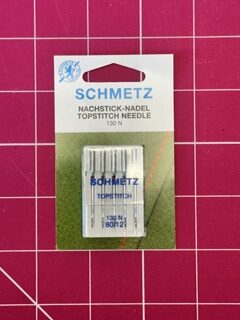 SCHMETZ
NACHSTICK-NADEL
TOPSTITCH NEEDLE
130 N
SCHMETZ
TOPSTITCH
130 N
80/12